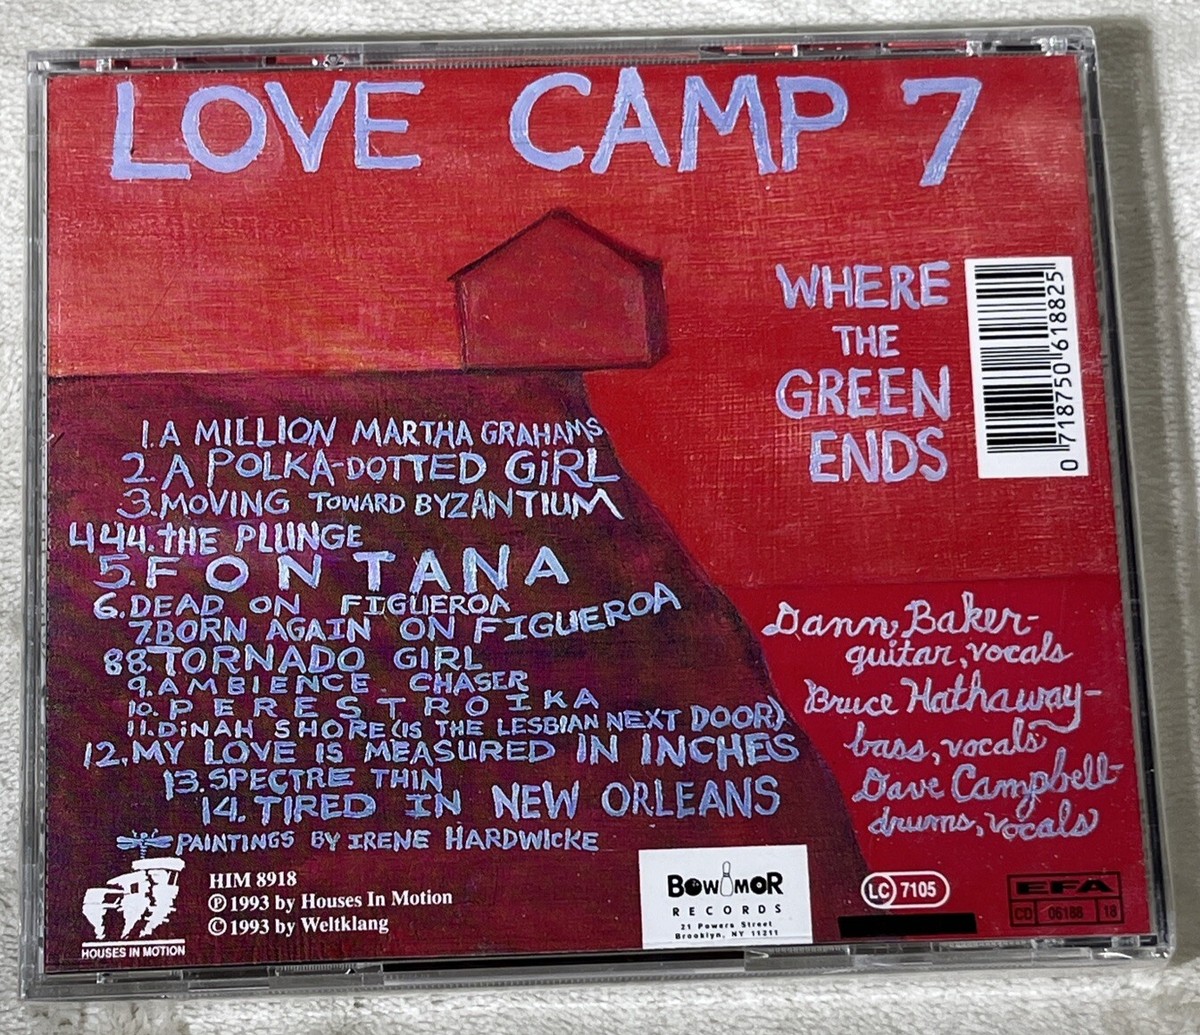 LOVE CAMP 7
WHERE
THE
GREEN
ENDS
0 718750 618825
1. A MILLION MARTHA GRAHAMS
2. A POLKA-DOTTED GiRL
3. MOVING TOWARD BYZANTIUM
444. THE PLUNGE
5. FONTANA
6. DEAD ON FIGUEROA
7. BORN AGAIN ON FIGUEROA
88. TORNADO GIRL
9. AMBIENCE CHASER
10. PERESTROIKA
11. DiNAH SHORE (IS THE LESBIAN NEXT DOOR)
12. MY LOVE IS MEASURED IN INCHES
13. SPECTRE THIN
14. TIRED IN NEW ORLEANS
PAINTINGS BY IRENE HARDWICKE
Dann Baker-
guitar, vocals
Bruce Hathaway-
bass, vocals
Dave Campbell-
drums, vocals
HOUSES IN MOTION
HIM 8918
Ⓟ 1993 by Houses In Motion
© 1993 by Weltklang
BOWlMOR
RECORDS
21 Powers Street
Brooklyn, NY 11211
LC 7105
EFA
CD 06188 18